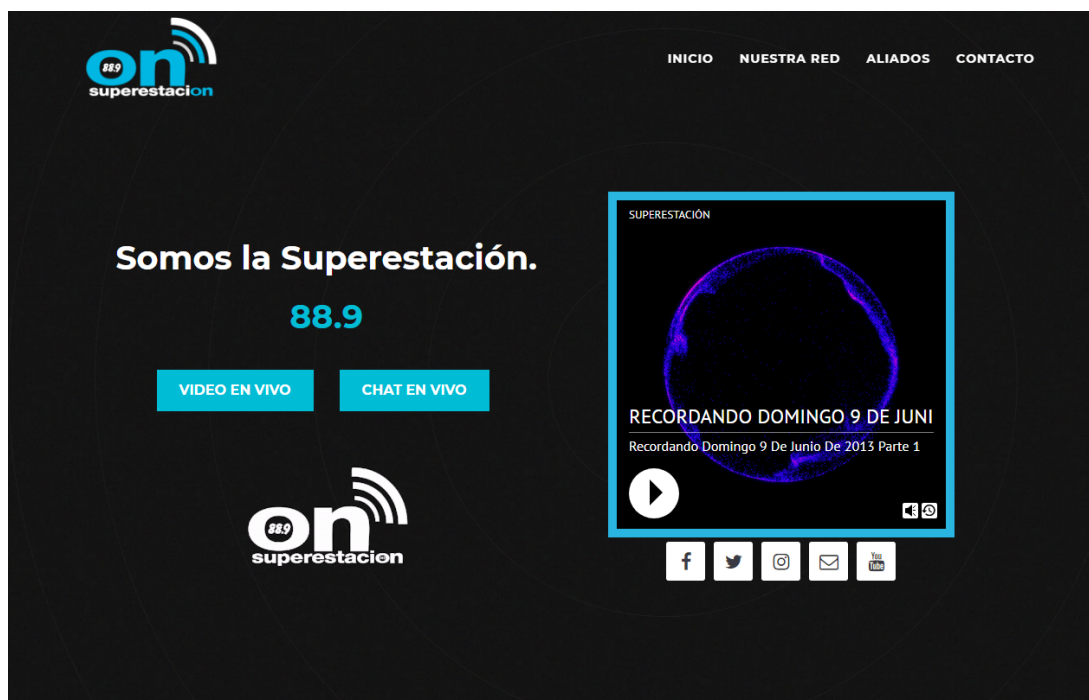 88.9
on
superestacion
INICIO NUESTRA RED ALIADOS CONTACTO
Somos la Superestación.
88.9
VIDEO EN VIVO CHAT EN VIVO
88.9
on
superestacion
SUPERESTACIÓN
RECORDANDO DOMINGO 9 DE JUNI
Recordando Domingo 9 De Junio De 2013 Parte 1
You
Tube